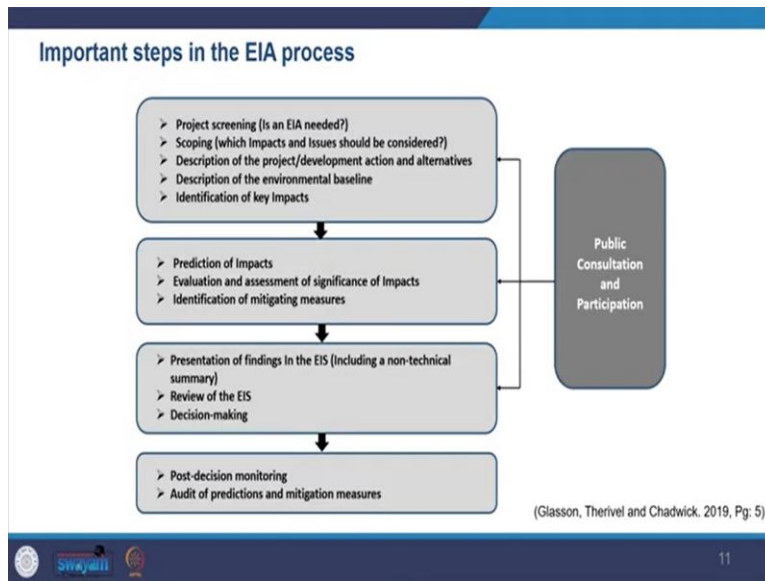 Important steps in the EIA process
➢ Project screening (Is an EIA needed?)
➢ Scoping (which Impacts and Issues should be considered?)
➢ Description of the project/development action and alternatives
➢ Description of the environmental baseline
➢ Identification of key Impacts
➢ Prediction of Impacts
➢ Evaluation and assessment of significance of Impacts
➢ Identification of mitigating measures
➢ Presentation of findings In the EIS (Including a non-technical
summary)
➢ Review of the EIS
➢ Decision-making
➢ Post-decision monitoring
➢ Audit of predictions and mitigation measures
Public
Consultation
and
Participation
(Glasson, Therivel and Chadwick. 2019, Pg: 5)
swayam
11